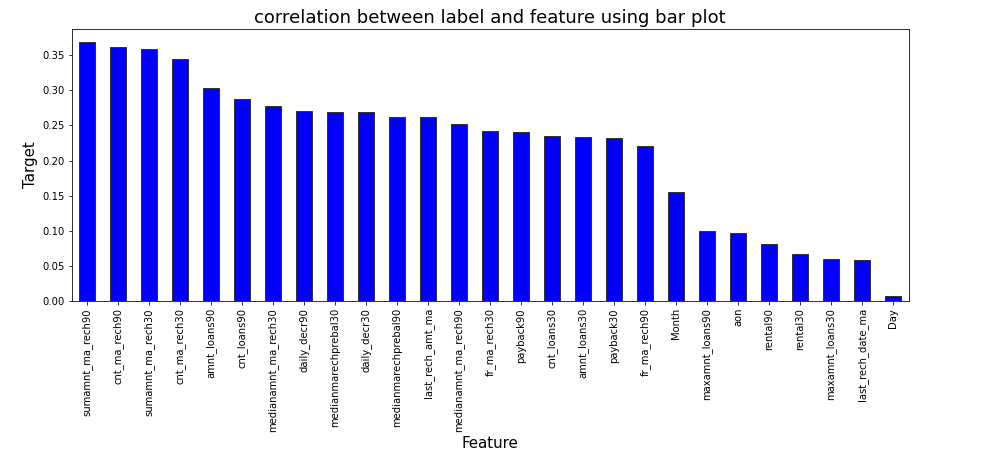 correlation between label and feature using bar plot
Target
0.35
0.30
0.25
0.20
0.15
0.10
0.05
0.00
sumamnt_ma_rech90
cnt_ma_rech90
sumamnt_ma_rech30
cnt_ma_rech30
amnt_loans90
cnt_loans90
medianamnt_ma_rech30
daily_decr90
medianmarechprebal30
daily_decr30
medianmarechprebal90
last_rech_amt_ma
medianamnt_ma_rech90
fr_ma_rech30
payback90
cnt_loans30
amnt_loans30
payback30
fr_ma_rech90
Month
maxamnt_loans90
aon
rental90
rental30
maxamnt_loans30
last_rech_date_ma
Day
Feature